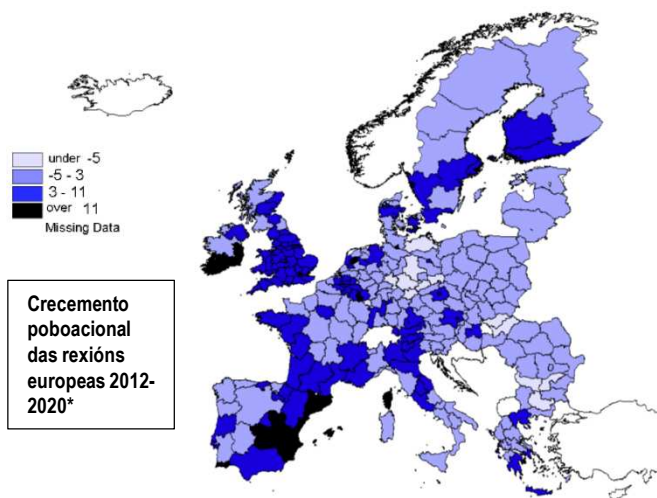 under -5
-5 - 3
3 - 11
over 11
Missing Data
Crecemento
poboacional
das rexións
europeas 2012-
2020*